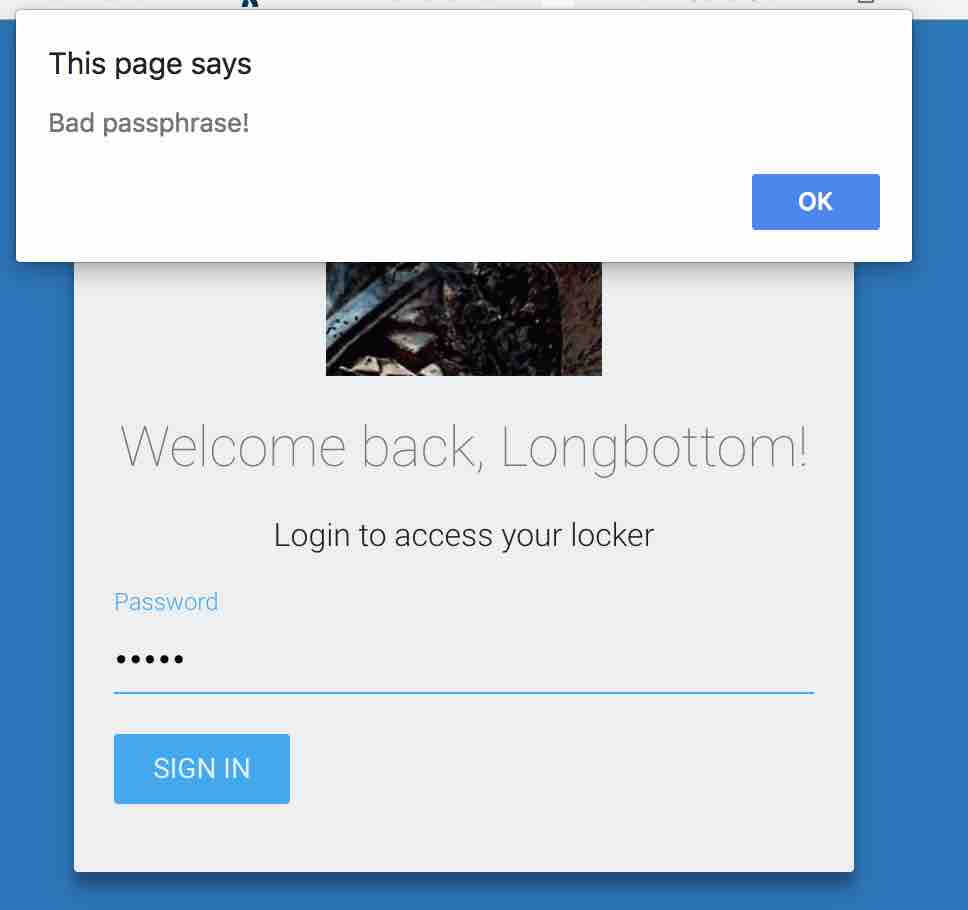 This page says
Bad passphrase!
OK
Welcome back, Longbottom!
Login to access your locker
Password
•••••
SIGN IN